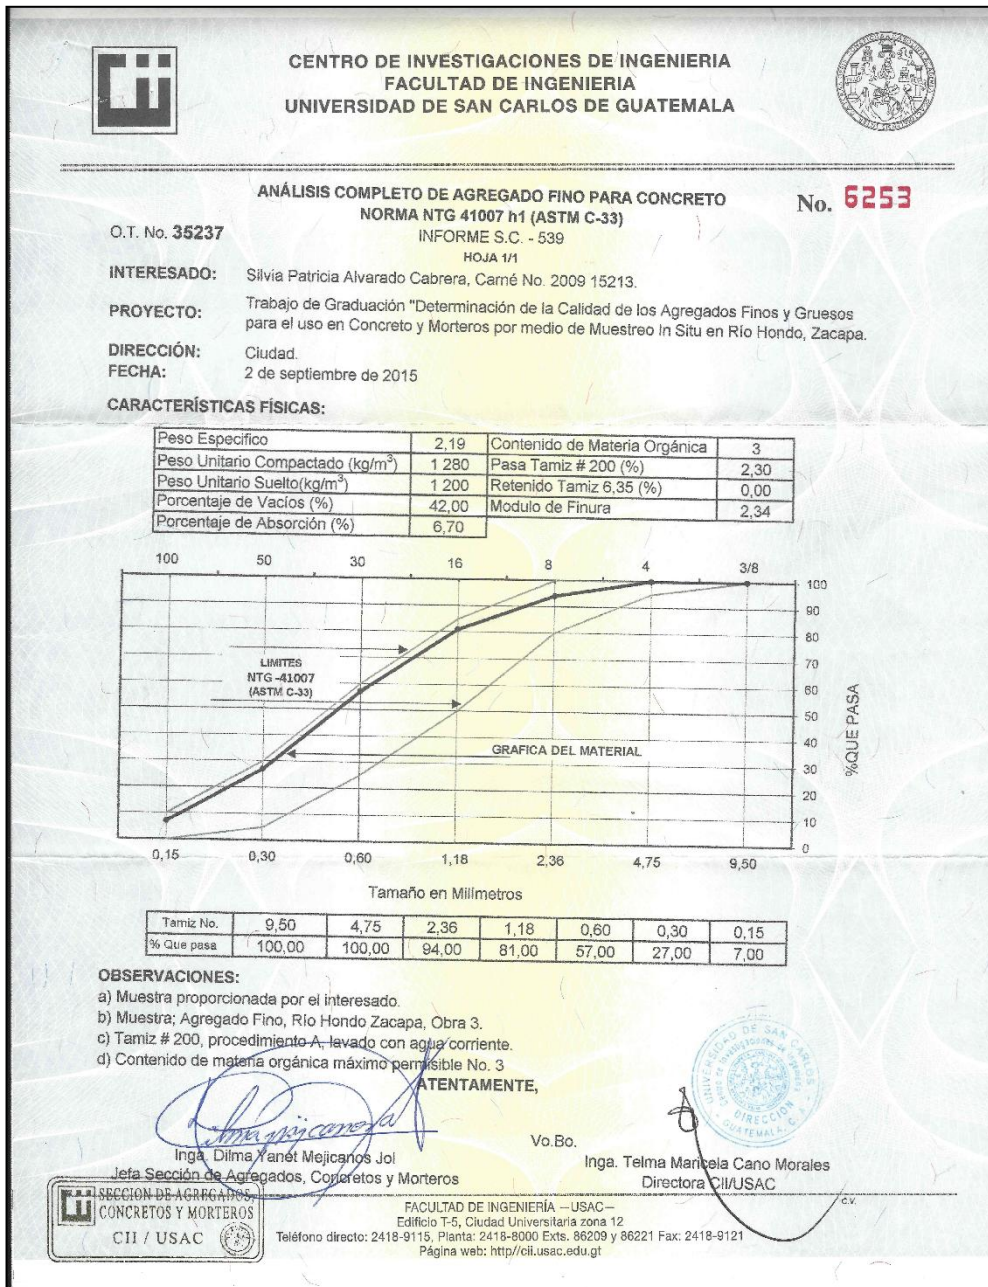 CENTRO DE INVESTIGACIONES DE INGENIERIA
FACULTAD DE INGENIERIA
UNIVERSIDAD DE SAN CARLOS DE GUATEMALA
ANÁLISIS COMPLETO DE AGREGADO FINO PARA CONCRETO
NORMA NTG 41007 h1 (ASTM C-33)
No. 6253
O.T. No. 35237
INFORME S.C. - 539
HOJA 1/1
INTERESADO: Silvia Patricia Alvarado Cabrera, Carné No. 2009 15213.
PROYECTO: Trabajo de Graduación "Determinación de la Calidad de los Agregados Finos y Gruesos
para el uso en Concreto y Morteros por medio de Muestreo In Situ en Río Hondo, Zacapa.
DIRECCIÓN: Ciudad.
FECHA: 2 de septiembre de 2015
CARACTERÍSTICAS FÍSICAS:
Peso Especifico 2,19 Contenido de Materia Orgánica 3
Peso Unitario Compactado (kg/m³) 1 280 Pasa Tamiz # 200 (%) 2,30
Peso Unitario Suelto(kg/m³) 1 200 Retenido Tamiz 6,35 (%) 0,00
Porcentaje de Vacíos (%) 42,00 Modulo de Finura 2,34
Porcentaje de Absorción (%) 6,70
100 50 30 16 8 4 3/8
100
90
80
70
60
50
40
30
20
10
0
%QUE PASA
LIMITES
NTG -41007
(ASTM C-33)
GRAFICA DEL MATERIAL
0,15 0,30 0,60 1,18 2,36 4,75 9,50
Tamaño en Milímetros
Tamiz No. 9,50 4,75 2,36 1,18 0,60 0,30 0,15
% Que pasa 100,00 100,00 94,00 81,00 57,00 27,00 7,00
OBSERVACIONES:
a) Muestra proporcionada por el interesado.
b) Muestra; Agregado Fino, Río Hondo Zacapa, Obra 3.
c) Tamiz # 200, procedimiento A, lavado con agua corriente.
d) Contenido de materia orgánica máximo permisible No. 3
ATENTAMENTE,
Vo.Bo.
Inga. Dilma Yanet Mejicanos Jol
Jefa Sección de Agregados, Concretos y Morteros
Inga. Telma Maricela Cano Morales
Directora CII/USAC
UNIVERSIDAD DE SAN CARLOS
DIRECCION
GUATEMALA, C. A.
c.v.
SECCION DE AGREGADOS,
CONCRETOS Y MORTEROS
CII / USAC
FACULTAD DE INGENIERÍA —USAC—
Edificio T-5, Ciudad Universitaria zona 12
Teléfono directo: 2418-9115, Planta: 2418-8000 Exts. 86209 y 86221 Fax: 2418-9121
Página web: http//cii.usac.edu.gt